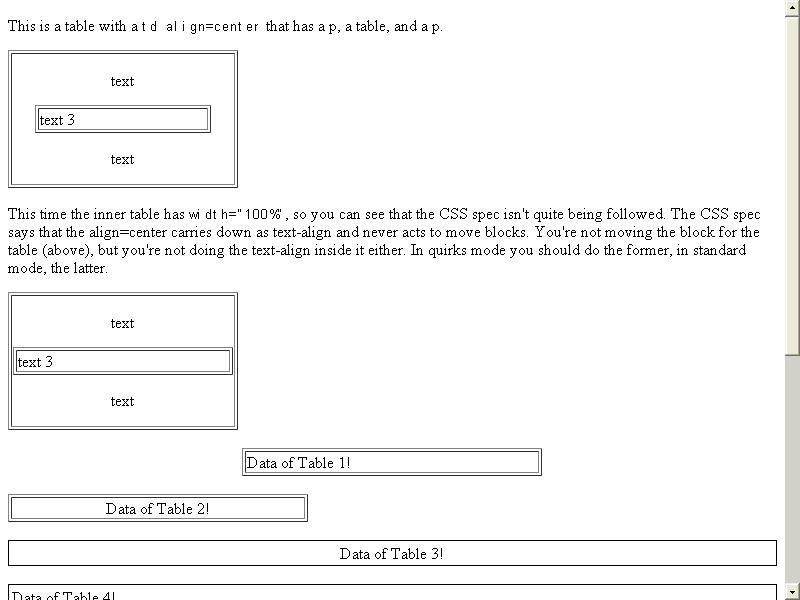 This is a table with a td align=center that has a p, a table, and a p.
text
text 3
text
This time the inner table has width="100%', so you can see that the CSS spec isn't quite being followed. The CSS spec
says that the align=center carries down as text-align and never acts to move blocks. You're not moving the block for the
table (above), but you're not doing the text-align inside it either. In quirks mode you should do the former, in standard
mode, the latter.
text
text 3
text
Data of Table 1!
Data of Table 2!
Data of Table 3!
Data of Table 4!